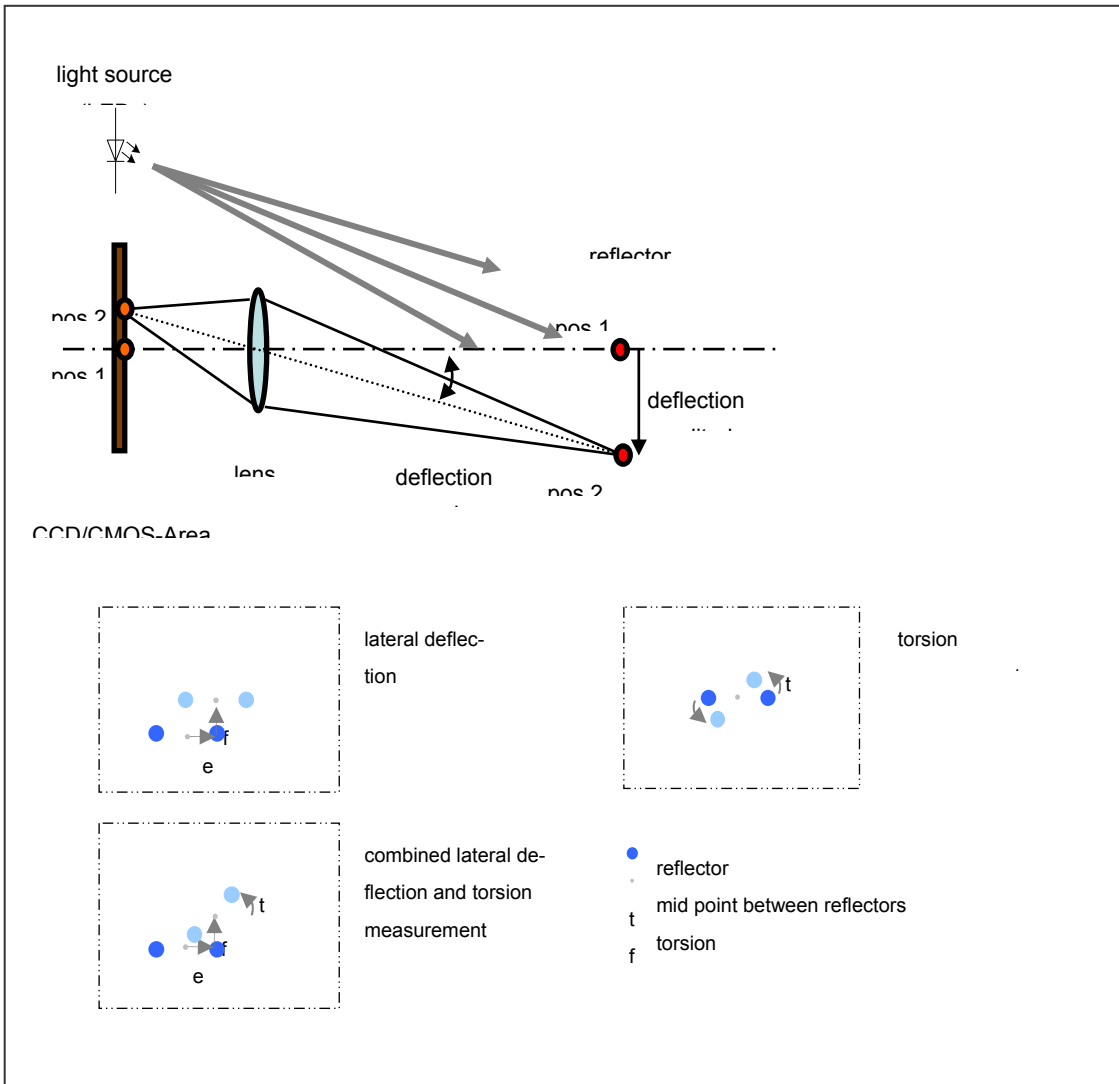 light source
reflector
pos 2
pos 1
pos 1
deflection
lens
deflection
pos 2
CCD/CMOS-Area
lateral deflec-
tion
f
e
torsion
t
combined lateral de-
flection and torsion
measurement
t
f
e
reflector
mid point between reflectors
t
torsion
f